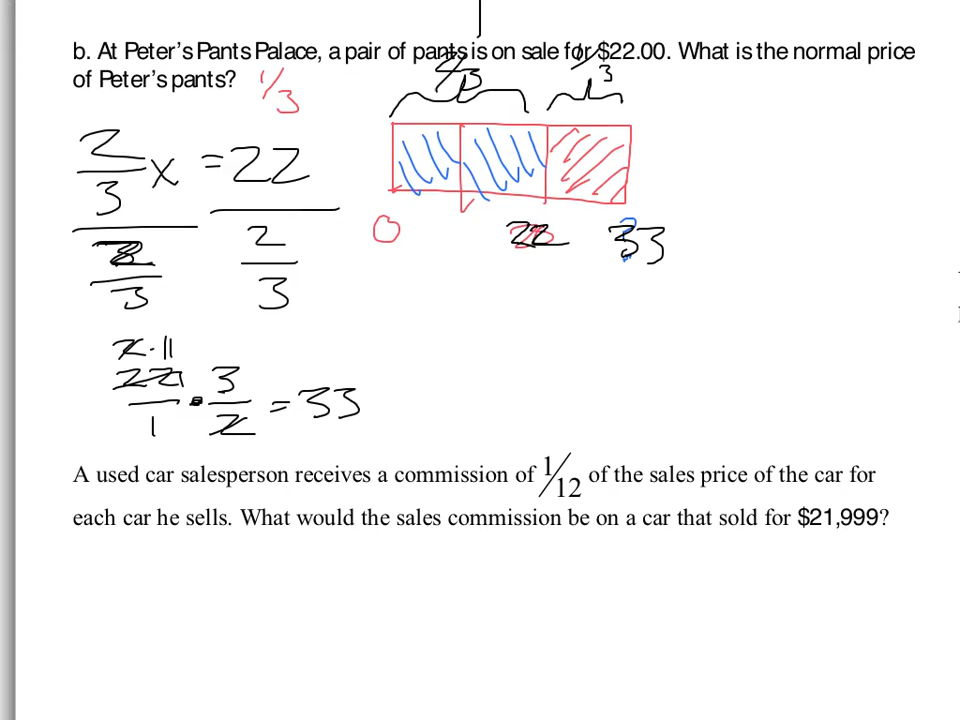 b. At Peter's Pants Palace, a pair of pants is on sale for $22.00. What is the normal price
of Peter's pants? 1/3
2/3 1/3
2/3 x = 22
2/3 2/3
0 22 33
2·11
22/1 · 3/2 = 33
A used car salesperson receives a commission of 1/12 of the sales price of the car for
each car he sells. What would the sales commission be on a car that sold for $21,999?